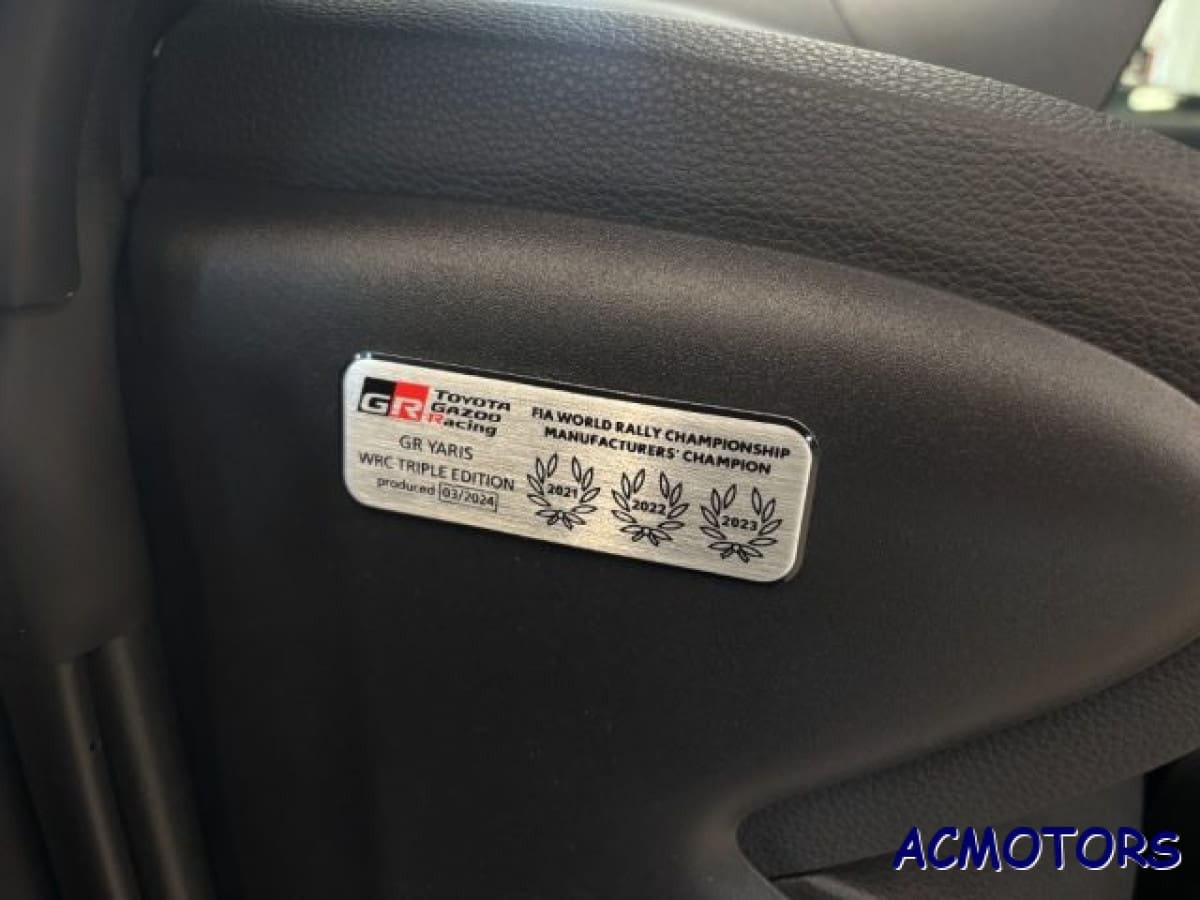 GR TOYOTA
GAZOO
Racing
GR YARIS
WRC TRIPLE EDITION
produced 03/2024
FIA WORLD RALLY CHAMPIONSHIP
MANUFACTURERS' CHAMPION
2021 2022 2023
ACMOTORS